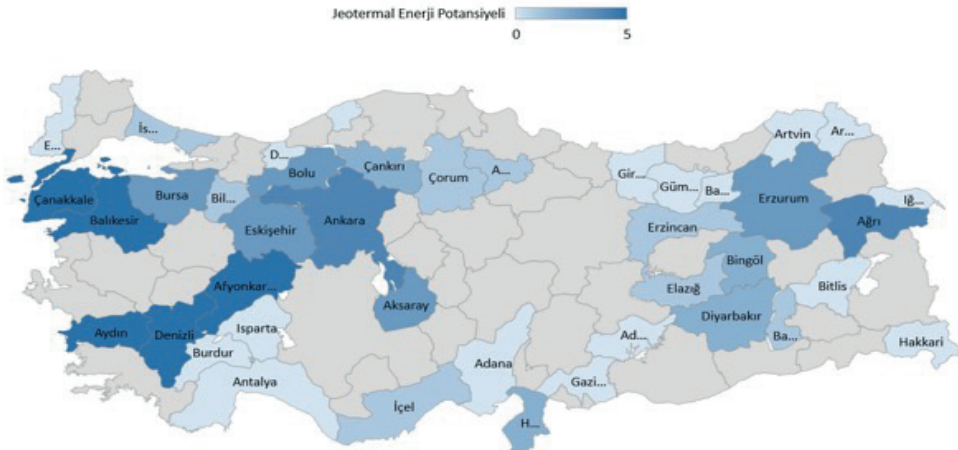 Jeotermal Enerji Potansiyeli
0 5
Artvin
Ar...
E...
İs...
D...
Bolu
Çankırı
Çorum
A...
Gir...
Güm...
Ba...
Erzurum
Iğ...
Çanakkale
Balıkesir
Bursa
Bil...
Eskişehir
Ankara
Erzincan
Ağrı
Afyonkar...
Aksaray
Elazığ
Bingöl
Bitlis
Diyarbakır
Aydın
Denizli
Isparta
Burdur
Antalya
İçel
Adana
Ad...
Gazi...
Ba...
Hakkari
H...